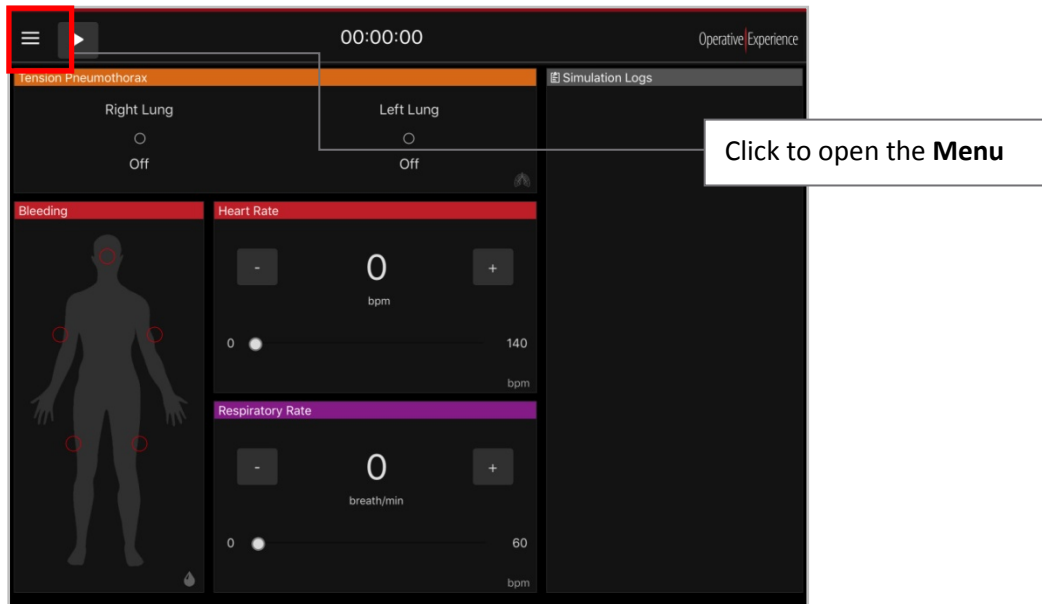 00:00:00
Operative Experience
Tension Pneumothorax
Simulation Logs
Right Lung
Left Lung
Off
Off
Click to open the Menu
Bleeding
Heart Rate
-
0
+
bpm
0
140
bpm
Respiratory Rate
-
0
+
breath/min
0
60
bpm